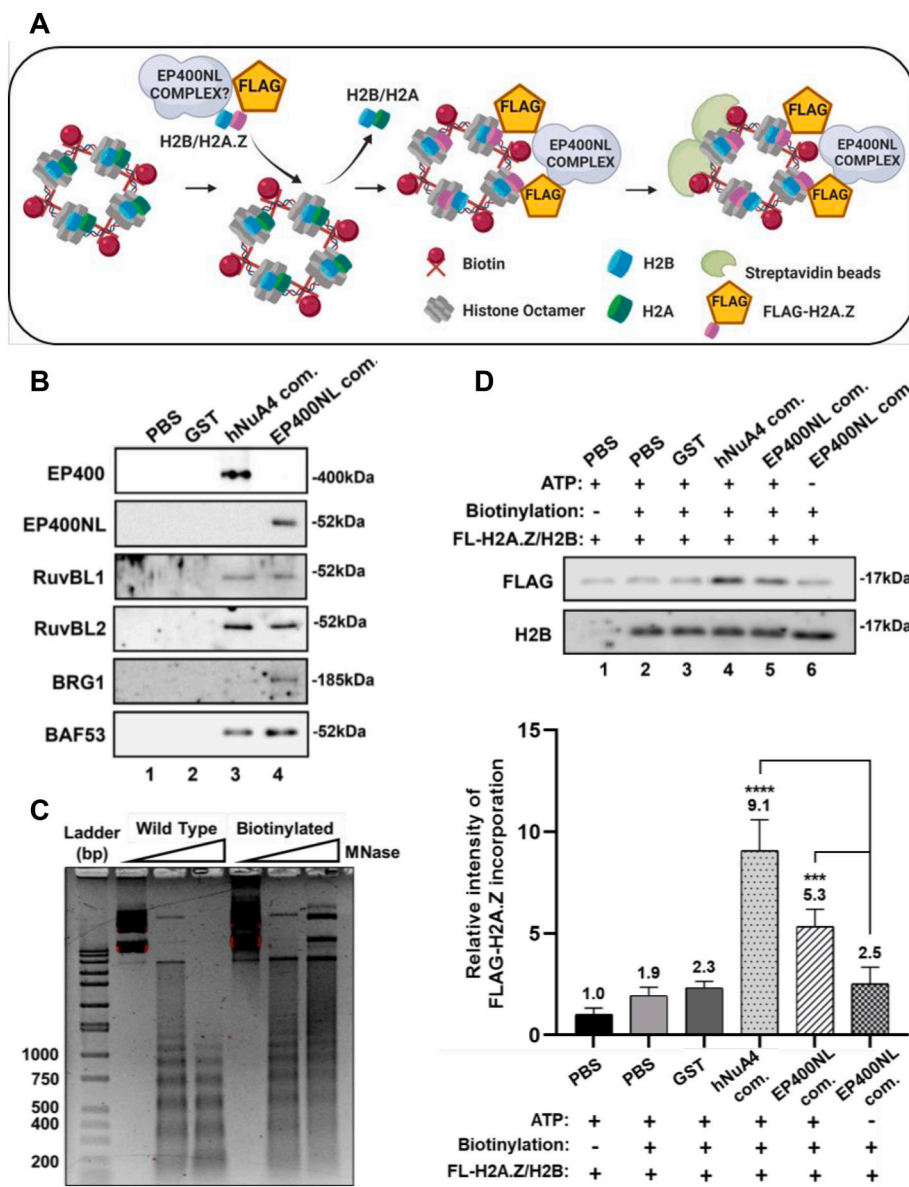 A
EP400NL
COMPLEX?
FLAG
H2B/H2A.Z
H2B/H2A
FLAG
EP400NL
COMPLEX
FLAG
FLAG
EP400NL
COMPLEX
FLAG
Biotin
H2B
Streptavidin beads
Histone Octamer
H2A
FLAG
FLAG-H2A.Z
B
PBS
GST
hNuA4 com.
EP400NL com.
EP400
-400kDa
EP400NL
-52kDa
RuvBL1
-52kDa
RuvBL2
-52kDa
BRG1
-185kDa
BAF53
-52kDa
1 2 3 4
C
Ladder
(bp)
Wild Type
Biotinylated
MNase
1000
750
500
400
200
D
PBS
PBS
GST
hNuA4 com.
EP400NL com.
EP400NL com.
ATP: + + + + + -
Biotinylation: - + + + + +
FL-H2A.Z/H2B: + + + + + +
FLAG
-17kDa
H2B
-17kDa
1 2 3 4 5 6
Relative intensity of
FLAG-H2A.Z incorporation
15
10
5
0
1.0
1.9
2.3
****
9.1
***
5.3
2.5
PBS
PBS
GST
hNuA4
com.
EP400NL
com.
EP400NL
com.
ATP: + + + + + -
Biotinylation: - + + + + +
FL-H2A.Z/H2B: + + + + + +